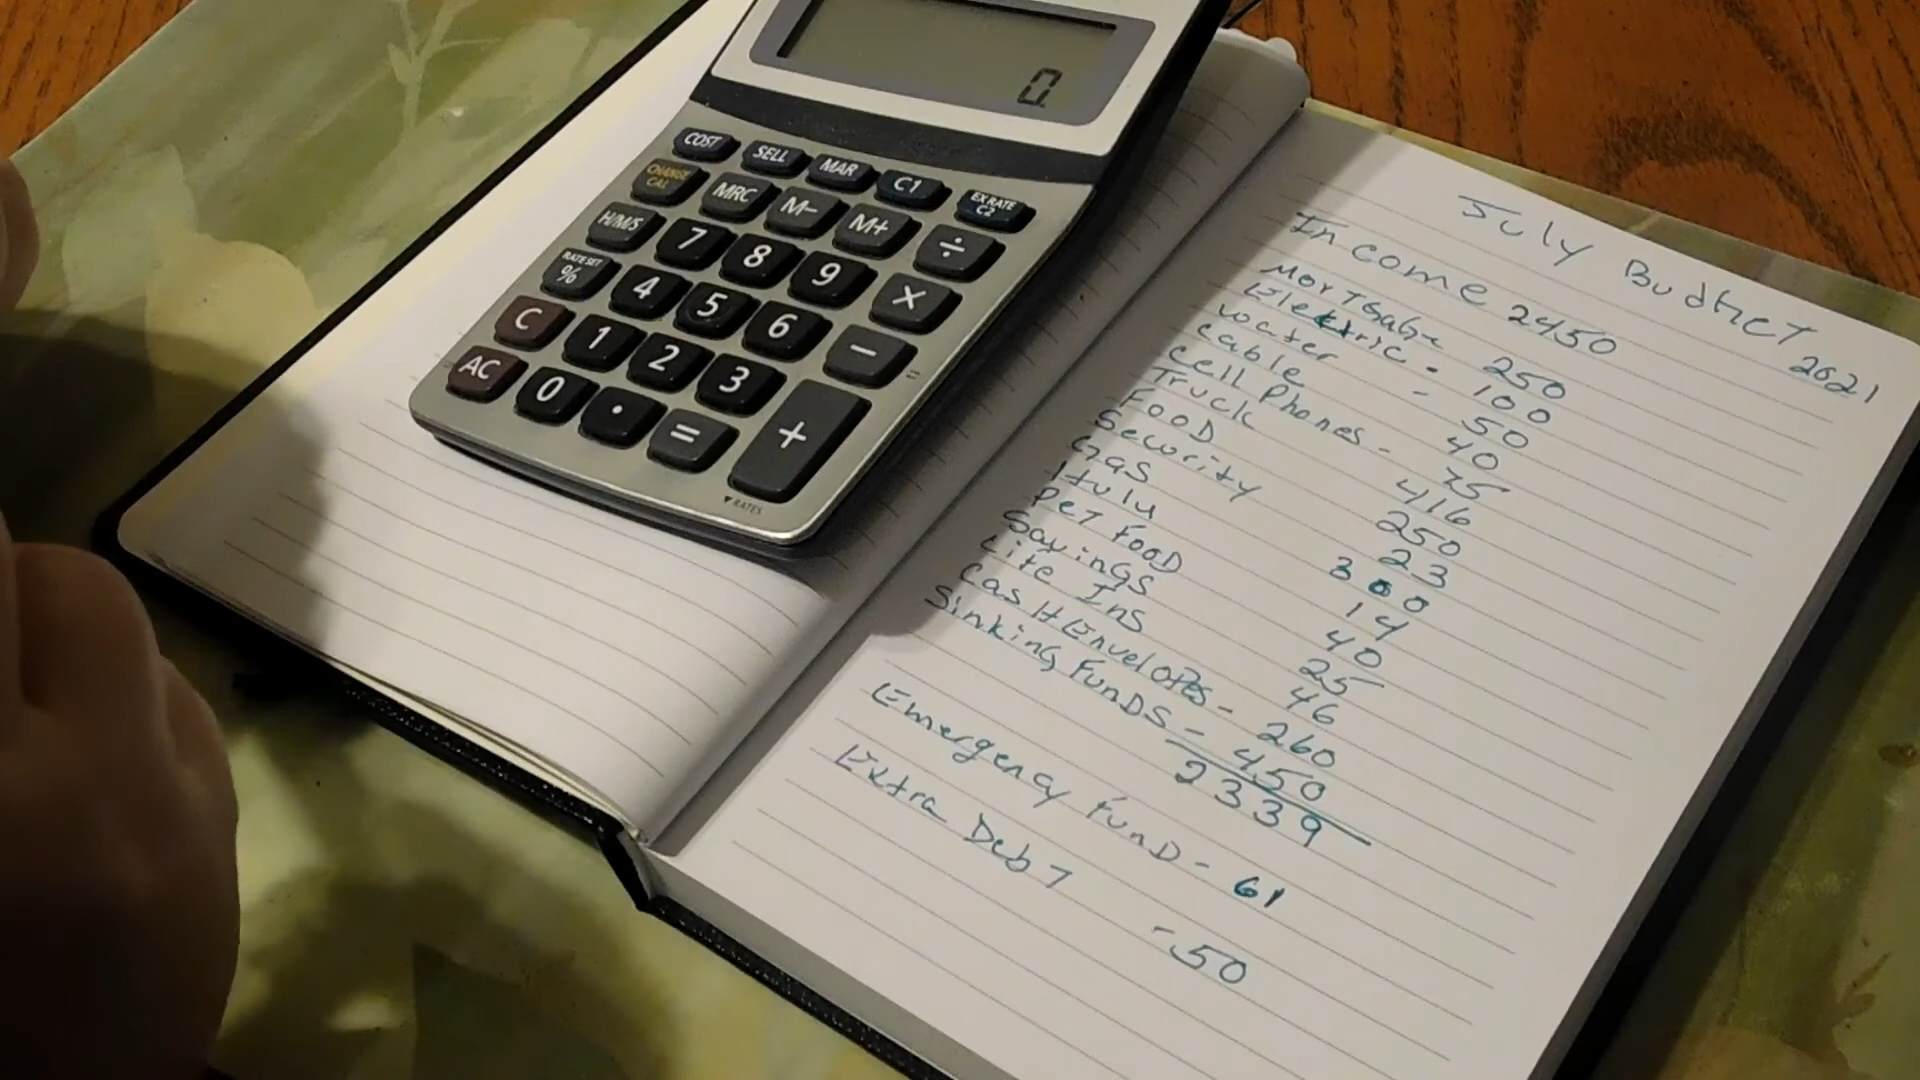 0.
COST SELL MAR C1 EX RATE C2
CHANGE CAL MRC M− M+ ÷
H/M/S 7 8 9 ×
RATE SET % 4 5 6 −
C 1 2 3 +
AC 0 . =
▼RATES
July Budget 2021
Income 2450
Mortgage 250
Electric - 100
Water - 50
Cable 40
Cell Phones - 75
Truck - 416
Food 250
Security 23
Gas 300
Hulu 14
Pet Food 40
Savings 25
Life Ins 46
Cash Envelopes - 260
Sinking Funds - 450
2339
Emergency Fund - 61
Extra Debt - 50